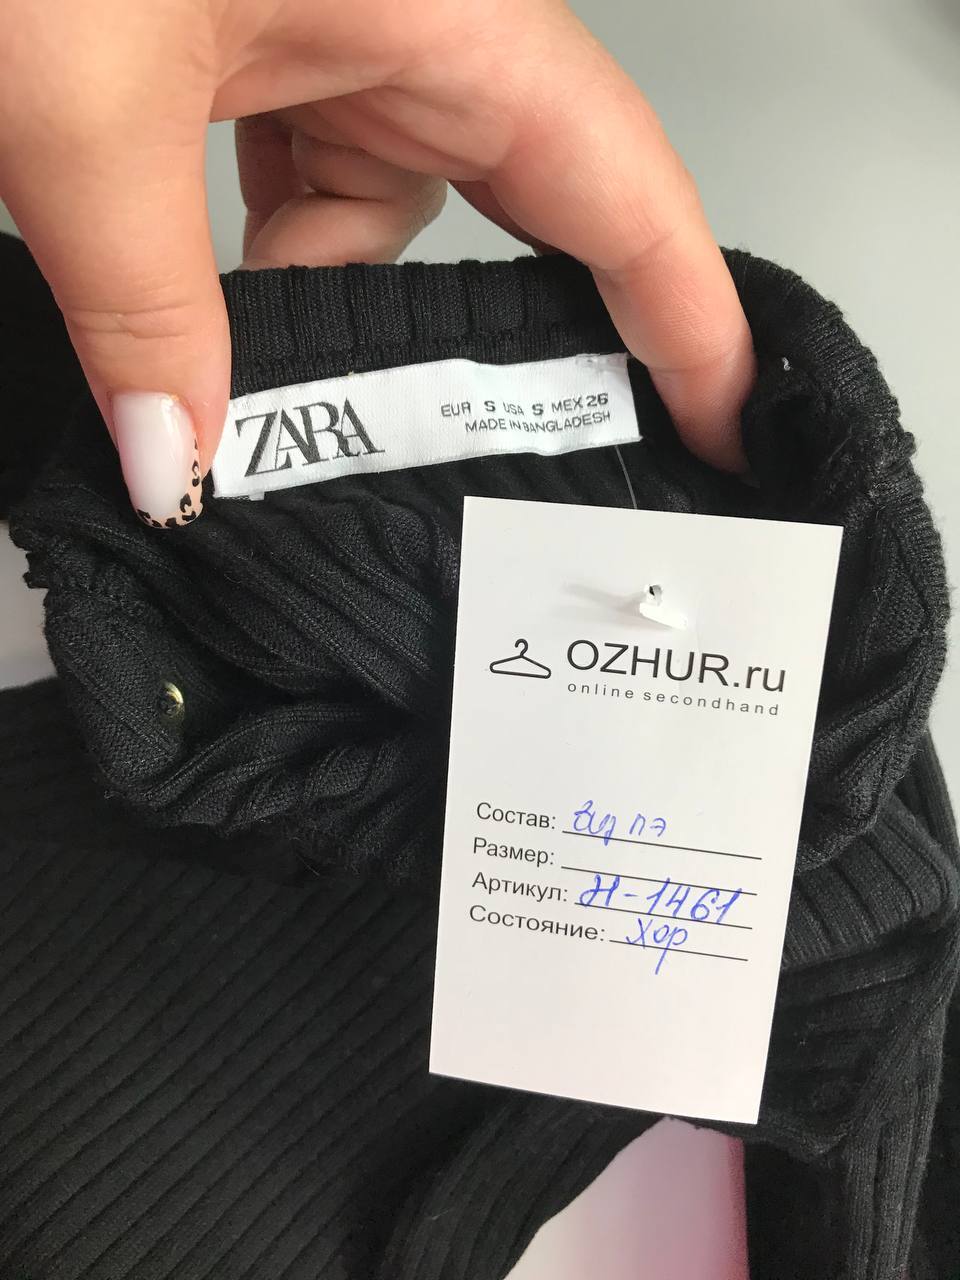 ZARA
EUR S USA S MEX 26
MADE IN BANGLADESH
OZHUR.ru
online secondhand
Состав: Виз пэ
Размер:
Артикул: Н-1461
Состояние: Хор